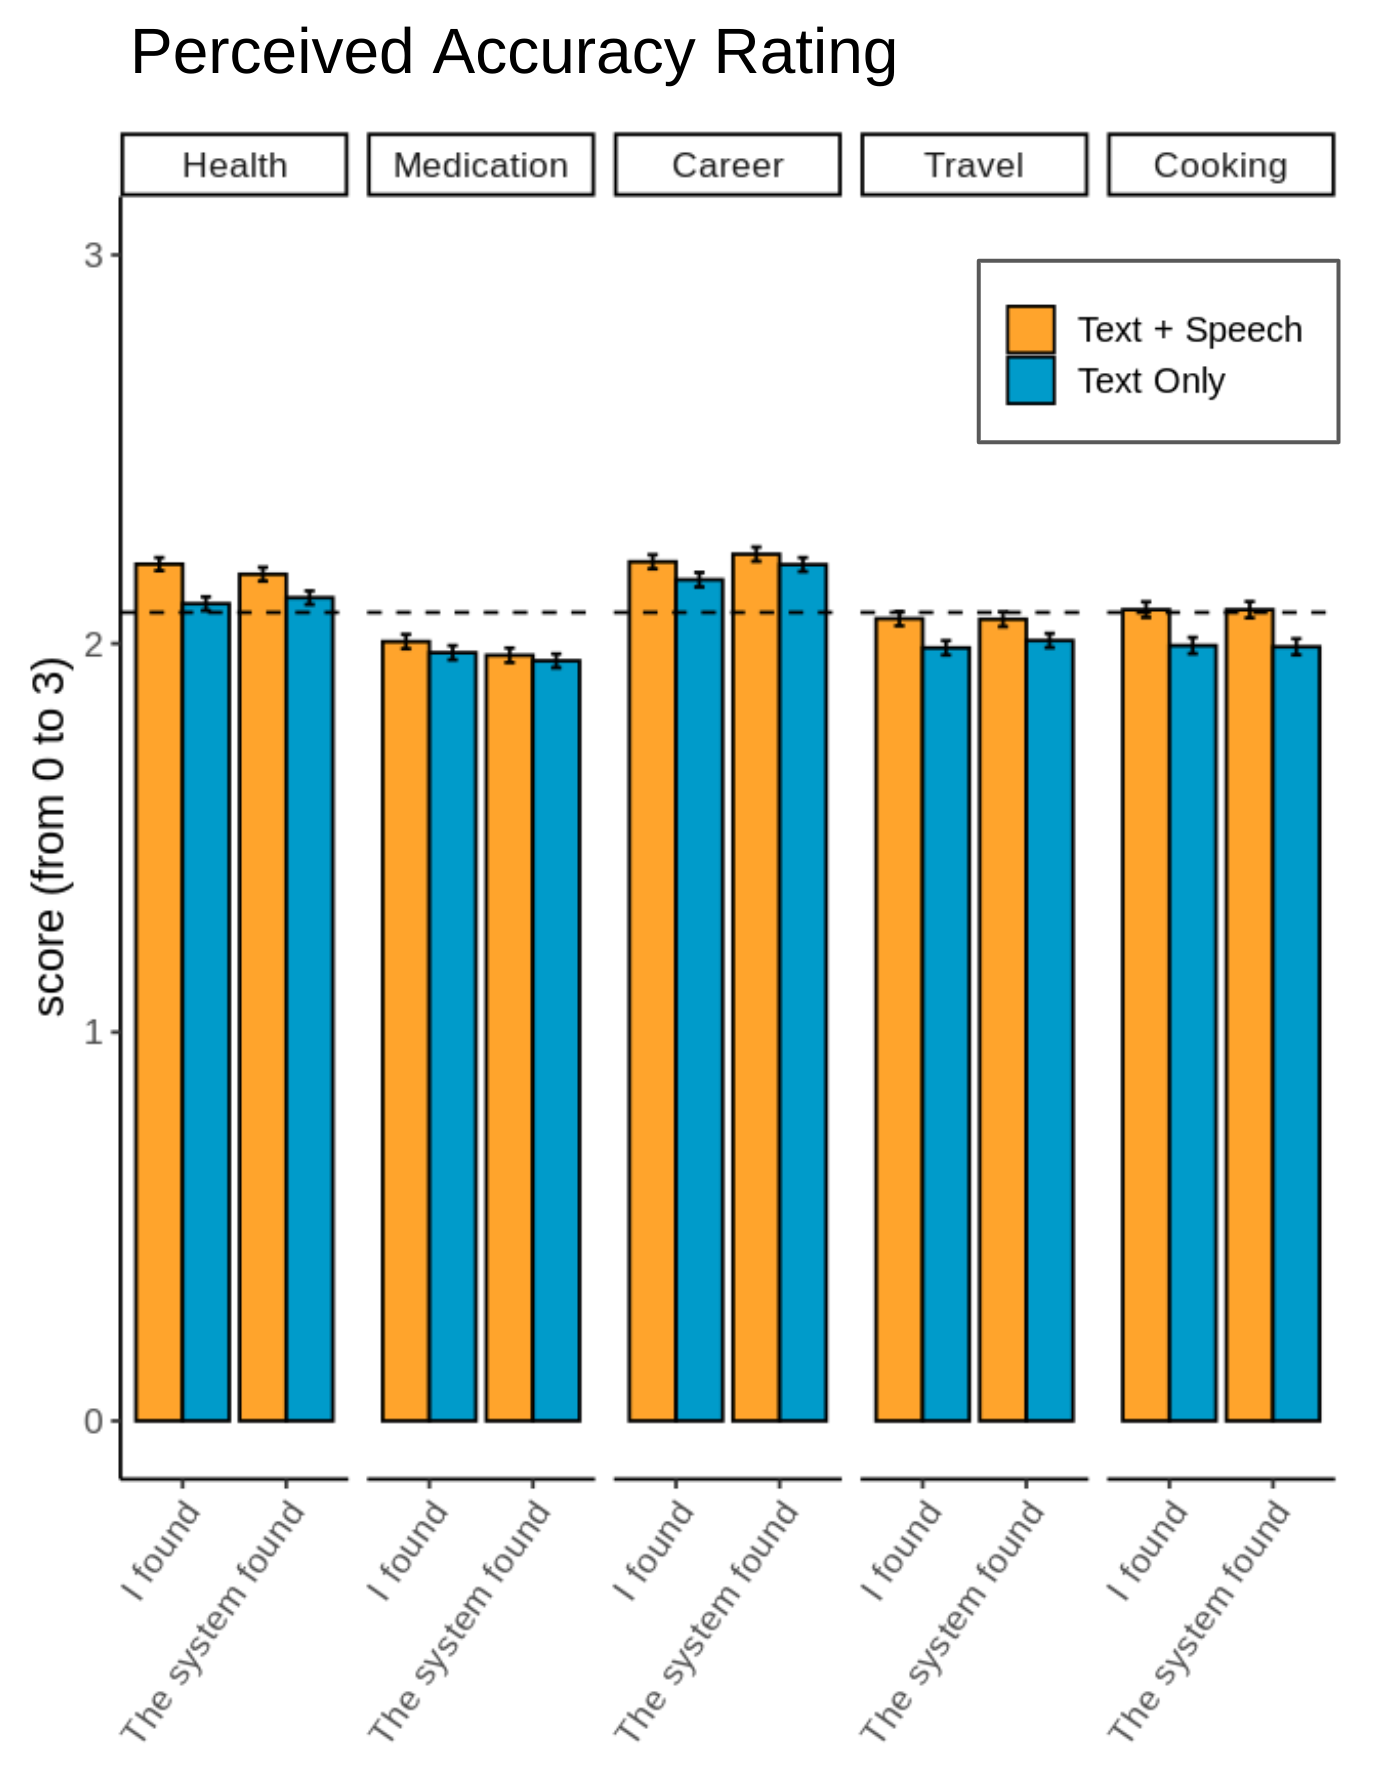 Perceived Accuracy Rating
Health
Medication
Career
Travel
Cooking
3
2
1
0
score (from 0 to 3)
Text + Speech
Text Only
I found
The system found
I found
The system found
I found
The system found
I found
The system found
I found
The system found